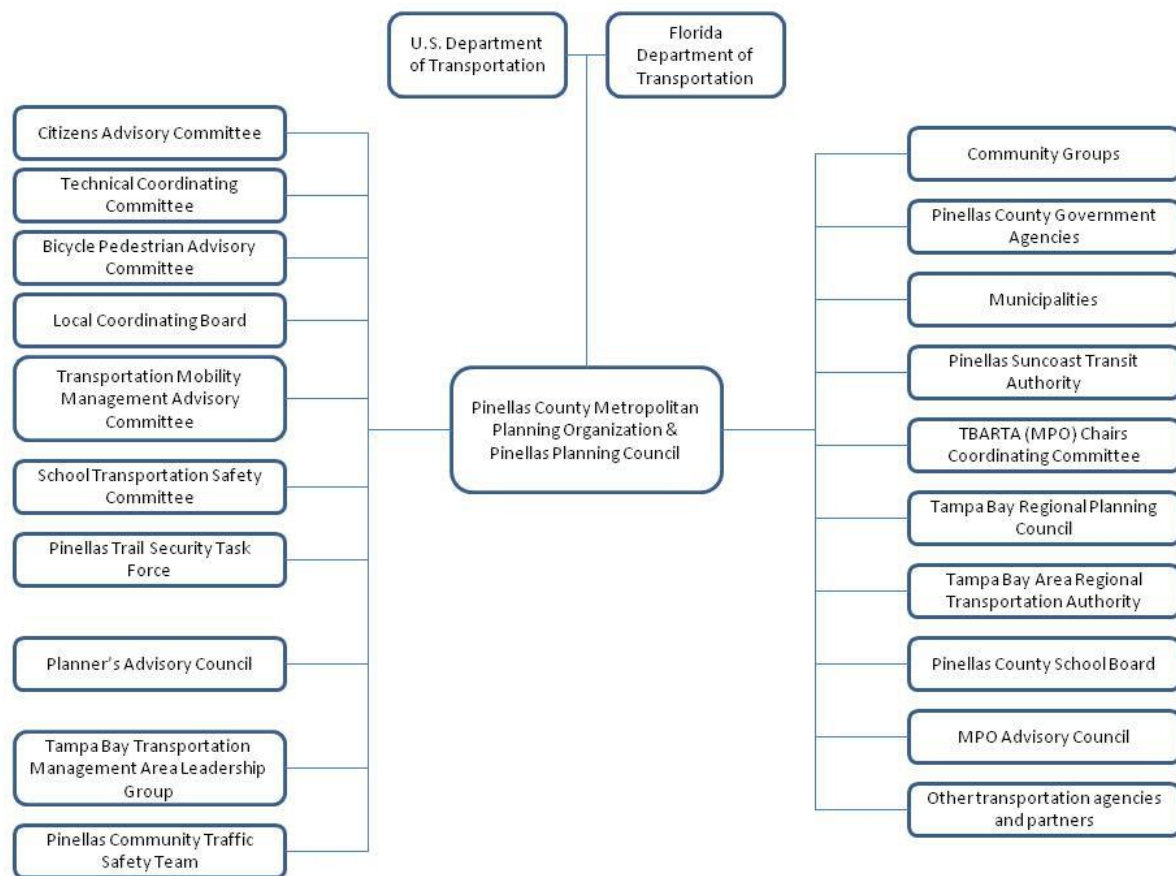 U.S. Department
of Transportation
Florida
Department of
Transportation
Citizens Advisory Committee
Technical Coordinating
Committee
Bicycle Pedestrian Advisory
Committee
Local Coordinating Board
Transportation Mobility
Management Advisory
Committee
School Transportation Safety
Committee
Pinellas Trail Security Task
Force
Planner's Advisory Council
Tampa Bay Transportation
Management Area Leadership
Group
Pinellas Community Traffic
Safety Team
Pinellas County Metropolitan
Planning Organization &
Pinellas Planning Council
Community Groups
Pinellas County Government
Agencies
Municipalities
Pinellas Suncoast Transit
Authority
TBARTA (MPO) Chairs
Coordinating Committee
Tampa Bay Regional Planning
Council
Tampa Bay Area Regional
Transportation Authority
Pinellas County School Board
MPO Advisory Council
Other transportation agencies
and partners